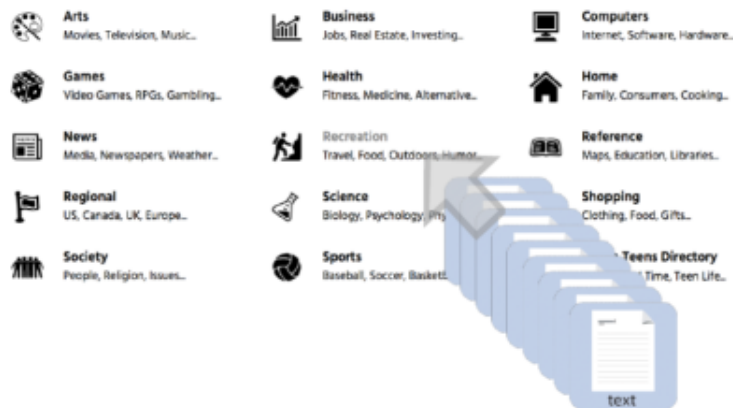 Arts
Movies, Television, Music...
Business
Jobs, Real Estate, Investing...
Computers
Internet, Software, Hardware...
Games
Video Games, RPGs, Gambling...
Health
Fitness, Medicine, Alternative...
Home
Family, Consumers, Cooking...
News
Media, Newspapers, Weather...
Recreation
Travel, Food, Outdoors, Humor...
Reference
Maps, Education, Libraries...
Regional
US, Canada, UK, Europe...
Science
Biology, Psychology,
Shopping
Clothing, Food, Gifts...
Society
People, Religion, Issues...
Sports
Baseball, Soccer,
Teens Directory
Time, Teen Life...
text